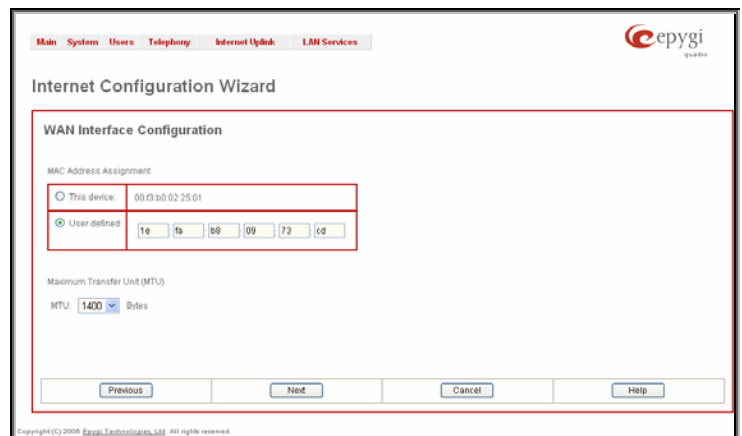 Main System Users Telephony Internet Uplink LAN Services
epygi
quadro
Internet Configuration Wizard
WAN Interface Configuration
MAC Address Assignment
This device: 00:f3:b0:02:25:01
User defined: 1e : fa : b8 : 09 : 73 : cd
Maximum Transfer Unit (MTU)
MTU: 1400 Bytes
Previous Next Cancel Help
Copyright (C) 2005 Epygi Technologies, Ltd. All rights reserved.